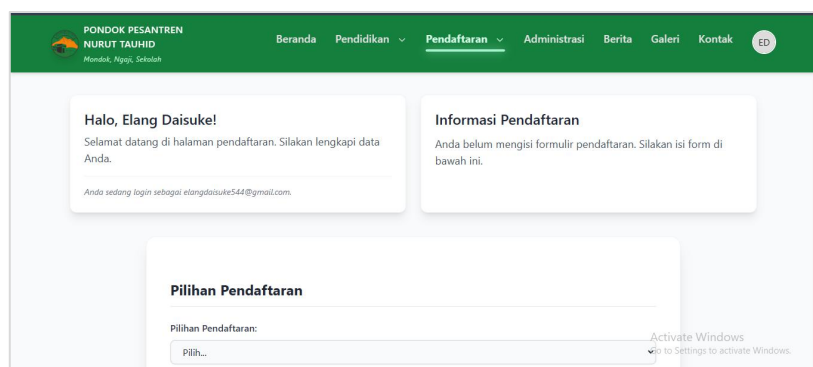 PONDOK PESANTREN
NURUT TAUHID
Mondok, Ngaji, Sekolah
Beranda Pendidikan Pendaftaran Administrasi Berita Galeri Kontak ED
Halo, Elang Daisuke!
Selamat datang di halaman pendaftaran. Silakan lengkapi data
Anda.
Anda sedang login sebagai elangdaisuke544@gmail.com.
Informasi Pendaftaran
Anda belum mengisi formulir pendaftaran. Silakan isi form di
bawah ini.
Pilihan Pendaftaran
Pilihan Pendaftaran:
Pilih...
Activate Windows
Go to Settings to activate Windows.